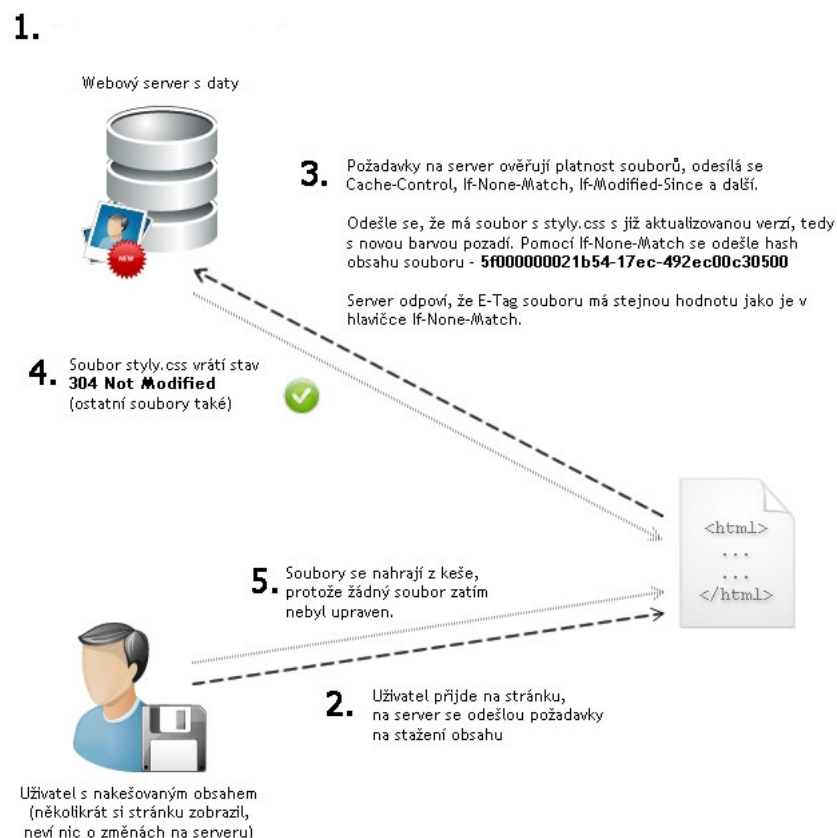 1.
Webový server s daty
NEW
3. Požadavky na server ověřují platnost souborů, odesílá se
Cache-Control, If-None-Match, If-Modified-Since a další.
Odešle se, že má soubor s styly.css s již aktualizovanou verzí, tedy
s novou barvou pozadí. Pomocí If-None-Match se odešle hash
obsahu souboru - 5f000000021b54-17ec-492ec00c30500
Server odpoví, že E-Tag souboru má stejnou hodnotu jako je v
hlavičce If-None-Match.
4. Soubor styly.css vrátí stav
304 Not Modified
(ostatní soubory také)
<html>
...
...
</html>
5. Soubory se nahrají z keše,
protože žádný soubor zatím
nebyl upraven.
2. Uživatel přijde na stránku,
na server se odešlou požadavky
na stažení obsahu
Uživatel s nakešovaným obsahem
(několikrát si stránku zobrazil,
neví nic o změnách na serveru)